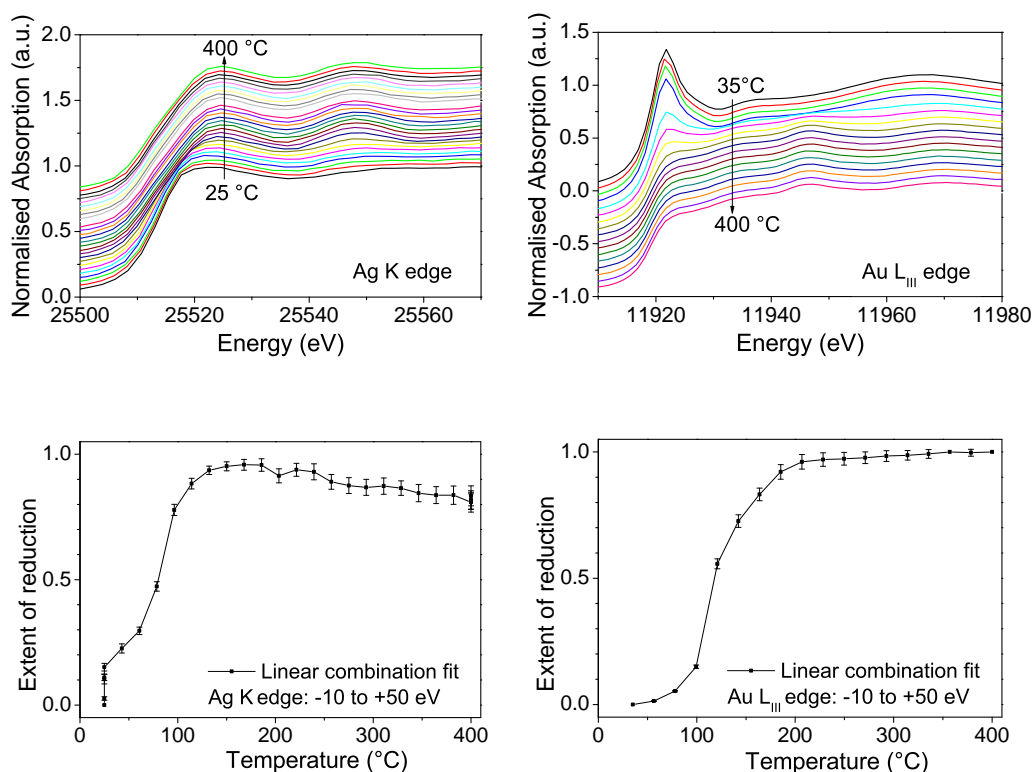 2.0
1.5
1.0
0.5
0.0
Normalised Absorption (a.u.)
400 °C
25 °C
Ag K edge
25500 25520 25540 25560
Energy (eV)
1.5
1.0
0.5
0.0
-0.5
-1.0
Normalised Absorption (a.u.)
35°C
400 °C
Au LIII edge
11920 11940 11960 11980
Energy (eV)
1.0
0.5
0.0
Extent of reduction
Linear combination fit
Ag K edge: -10 to +50 eV
0 100 200 300 400
Temperature (°C)
1.0
0.5
0.0
Extent of reduction
Linear combination fit
Au LIII edge: -10 to +50 eV
0 100 200 300 400
Temperature (°C)